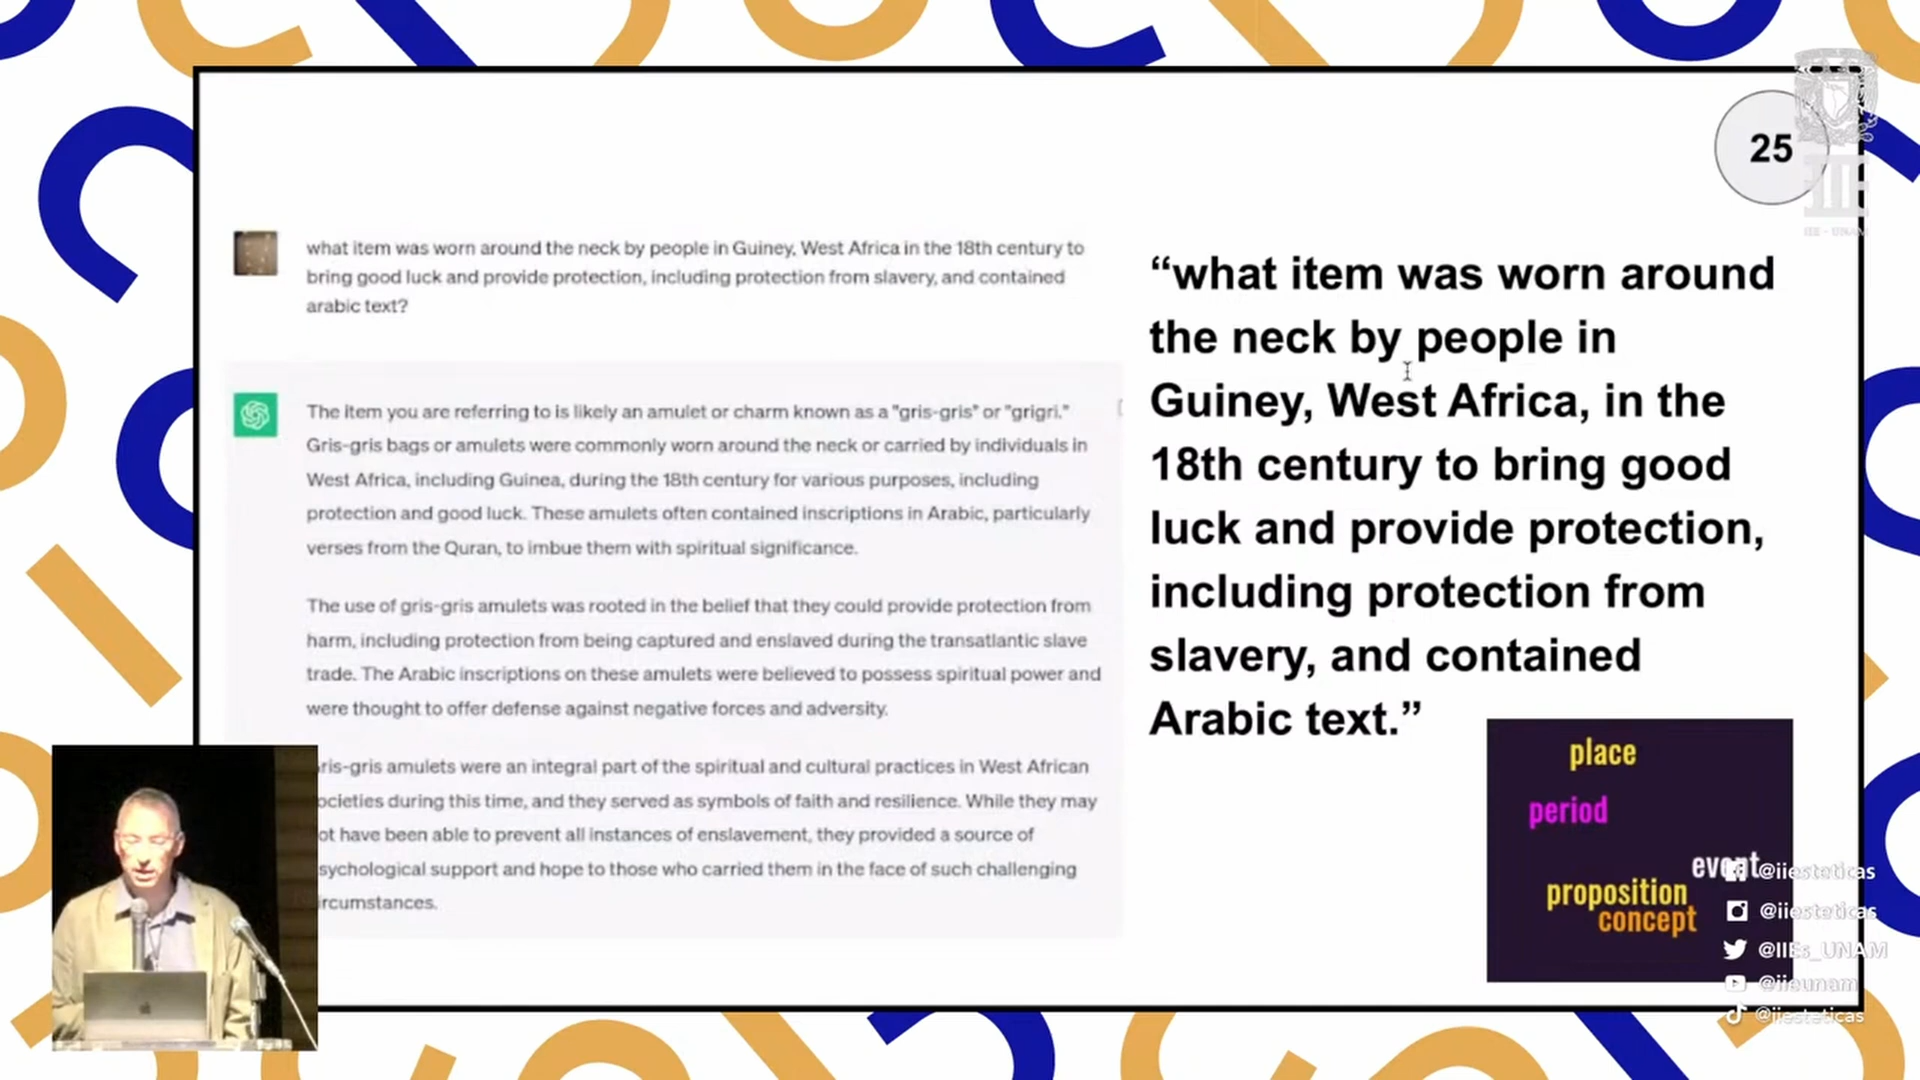 25
IIE - UNAM
what item was worn around the neck by people in Guiney, West Africa in the 18th century to
bring good luck and provide protection, including protection from slavery, and contained
arabic text?
The item you are referring to is likely an amulet or charm known as a "gris-gris" or "grigri."
Gris-gris bags or amulets were commonly worn around the neck or carried by individuals in
West Africa, including Guinea, during the 18th century for various purposes, including
protection and good luck. These amulets often contained inscriptions in Arabic, particularly
verses from the Quran, to imbue them with spiritual significance.
The use of gris-gris amulets was rooted in the belief that they could provide protection from
harm, including protection from being captured and enslaved during the transatlantic slave
trade. The Arabic inscriptions on these amulets were believed to possess spiritual power and
were thought to offer defense against negative forces and adversity.
ris-gris amulets were an integral part of the spiritual and cultural practices in West African
ocieties during this time, and they served as symbols of faith and resilience. While they may
ot have been able to prevent all instances of enslavement, they provided a source of
sychological support and hope to those who carried them in the face of such challenging
rcumstances.
“what item was worn around
the neck by people in
Guiney, West Africa, in the
18th century to bring good
luck and provide protection,
including protection from
slavery, and contained
Arabic text.”
place
period
event
proposition
concept
@iiesteticas
@iiesteticas
@IIEs_UNAM
@iieunam
@iiesteticas